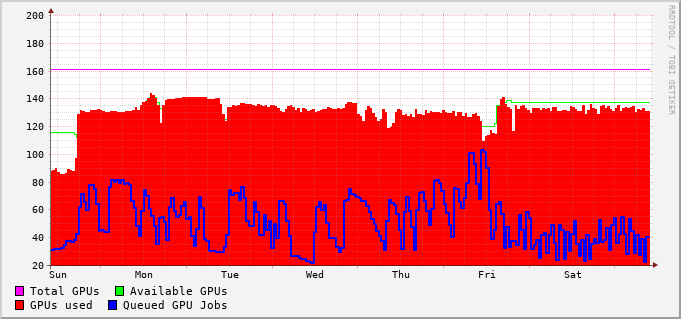 200
180
160
140
120
100
80
60
40
20
Sun Mon Tue Wed Thu Fri Sat
Total GPUs Available GPUs
GPUs used Queued GPU Jobs
RRDTOOL / TOBI OETIKER